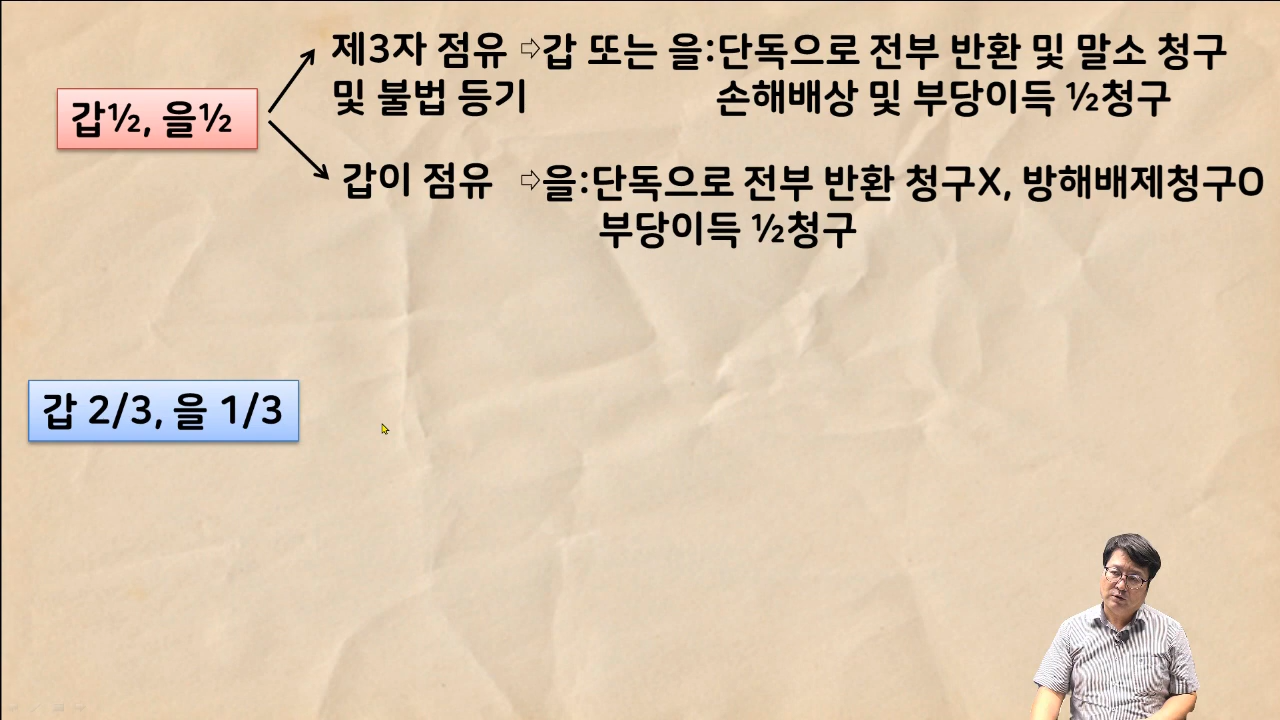 제3자 점유 ⇨갑 또는 을:단독으로 전부 반환 및 말소 청구
및 불법 등기 손해배상 및 부당이득 ½청구
갑½, 을½
갑이 점유 ⇨을:단독으로 전부 반환 청구X, 방해배제청구O
부당이득 ½청구
갑 2/3, 을 1/3